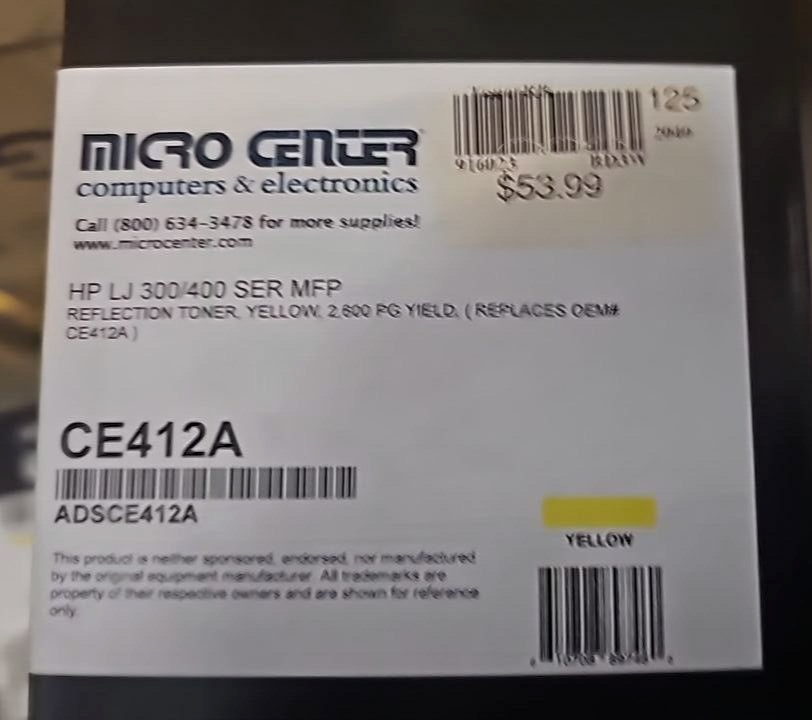 MICRO CENTER
computers & electronics
Call (800) 634-3478 for more supplies!
www.microcenter.com
125
$53.99
HP LJ 300/400 SER MFP
REFLECTION TONER, YELLOW, 2,600 PG YIELD, ( REPLACES OEM#
CE412A )
CE412A
ADSCE412A
This product is neither sponsored, endorsed, nor manufactured
by the original equipment manufacturer. All trademarks are
property of their respective owners and are shown for reference
only.
YELLOW